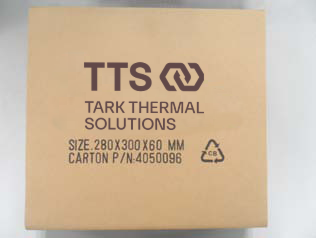 TTS
TARK THERMAL
SOLUTIONS
SIZE.280X300X60 MM
CARTON P/N:4050096
CB